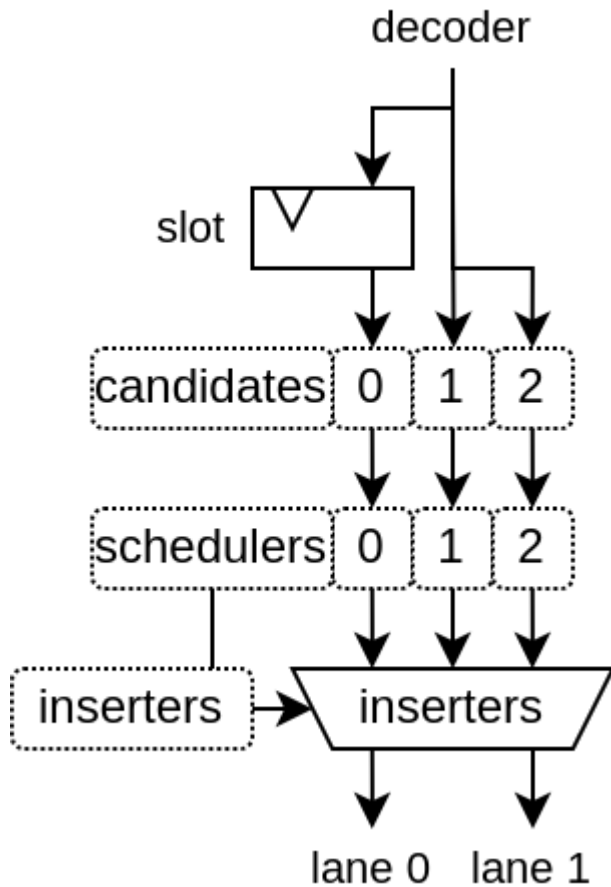 decoder
slot
candidates 0 1 2
schedulers 0 1 2
inserters inserters
lane 0 lane 1